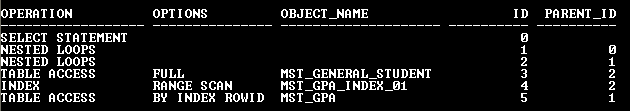 OPERATION OPTIONS OBJECT_NAME ID PARENT_ID
-------------------- --------------- -------------------- ---------- ----------
SELECT STATEMENT 0
NESTED LOOPS 1 0
NESTED LOOPS 2 1
TABLE ACCESS FULL MST_GENERAL_STUDENT 3 2
INDEX RANGE SCAN MST_GPA_INDEX_01 4 2
TABLE ACCESS BY INDEX ROWID MST_GPA 5 1